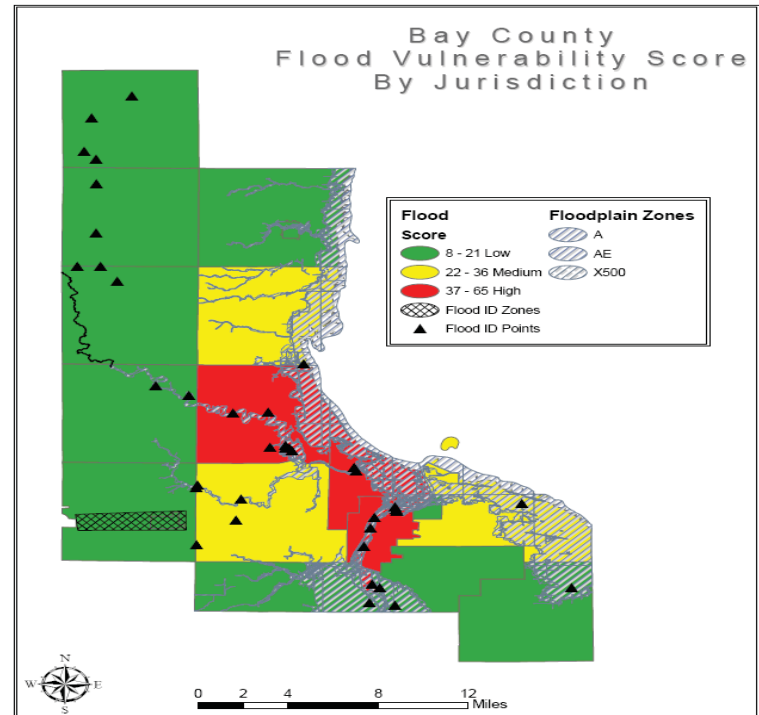 Bay County
Flood Vulnerability Score
By Jurisdiction
Flood
Score
8 - 21 Low
22 - 36 Medium
37 - 65 High
Flood ID Zones
Flood ID Points
Floodplain Zones
A
AE
X500
N
W
E
S
0 2 4 8 12
Miles